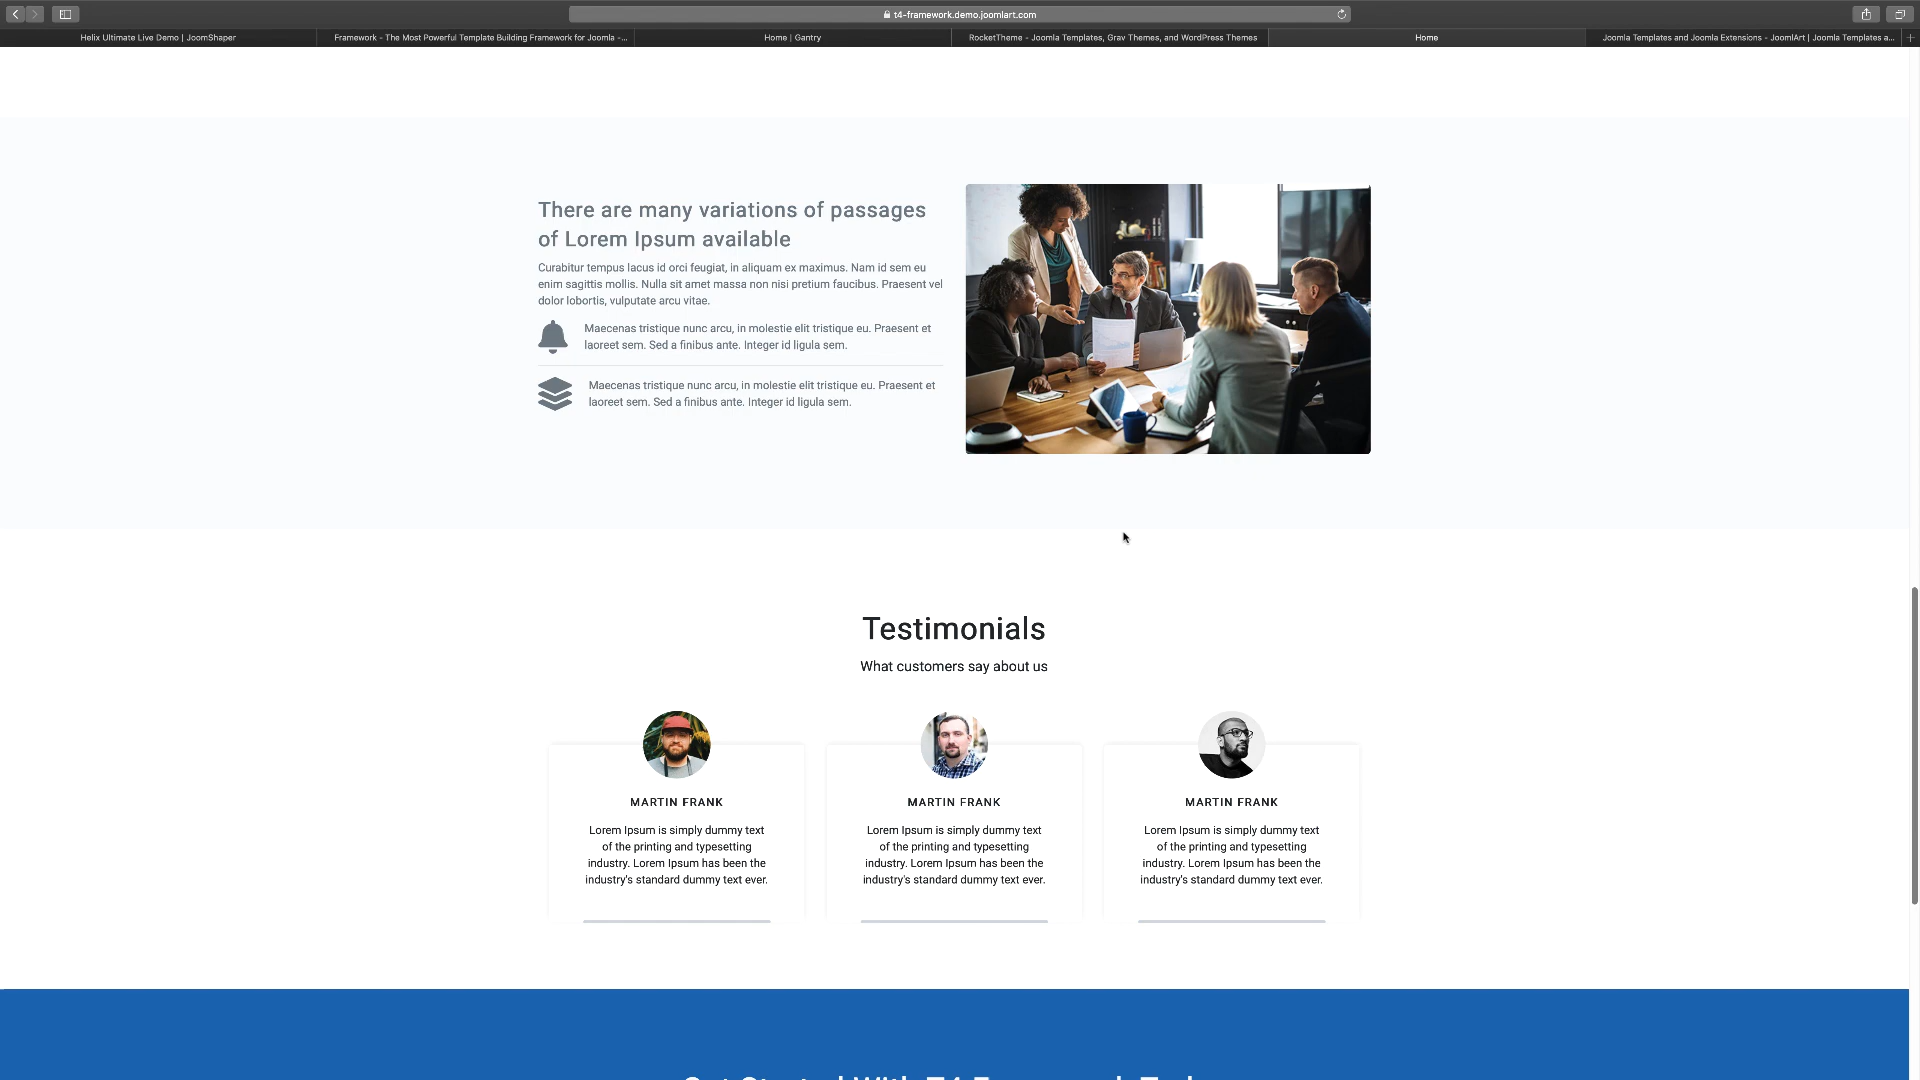 t4-framework.demo.joomlart.com
Helix Ultimate Live Demo | JoomShaper
Framework - The Most Powerful Template Building Framework for Joomla -...
Home | Gantry
RocketTheme - Joomla Templates, Grav Themes, and WordPress Themes
Home
Joomla Templates and Joomla Extensions - JoomlArt | Joomla Templates a...
There are many variations of passages
of Lorem Ipsum available
Curabitur tempus lacus id orci feugiat, in aliquam ex maximus. Nam id sem eu
enim sagittis mollis. Nulla sit amet massa non nisi pretium faucibus. Praesent vel
dolor lobortis, vulputate arcu vitae.
Maecenas tristique nunc arcu, in molestie elit tristique eu. Praesent et
laoreet sem. Sed a finibus ante. Integer id ligula sem.
Maecenas tristique nunc arcu, in molestie elit tristique eu. Praesent et
laoreet sem. Sed a finibus ante. Integer id ligula sem.
Testimonials
What customers say about us
MARTIN FRANK
Lorem Ipsum is simply dummy text
of the printing and typesetting
industry. Lorem Ipsum has been the
industry's standard dummy text ever.
MARTIN FRANK
Lorem Ipsum is simply dummy text
of the printing and typesetting
industry. Lorem Ipsum has been the
industry's standard dummy text ever.
MARTIN FRANK
Lorem Ipsum is simply dummy text
of the printing and typesetting
industry. Lorem Ipsum has been the
industry's standard dummy text ever.